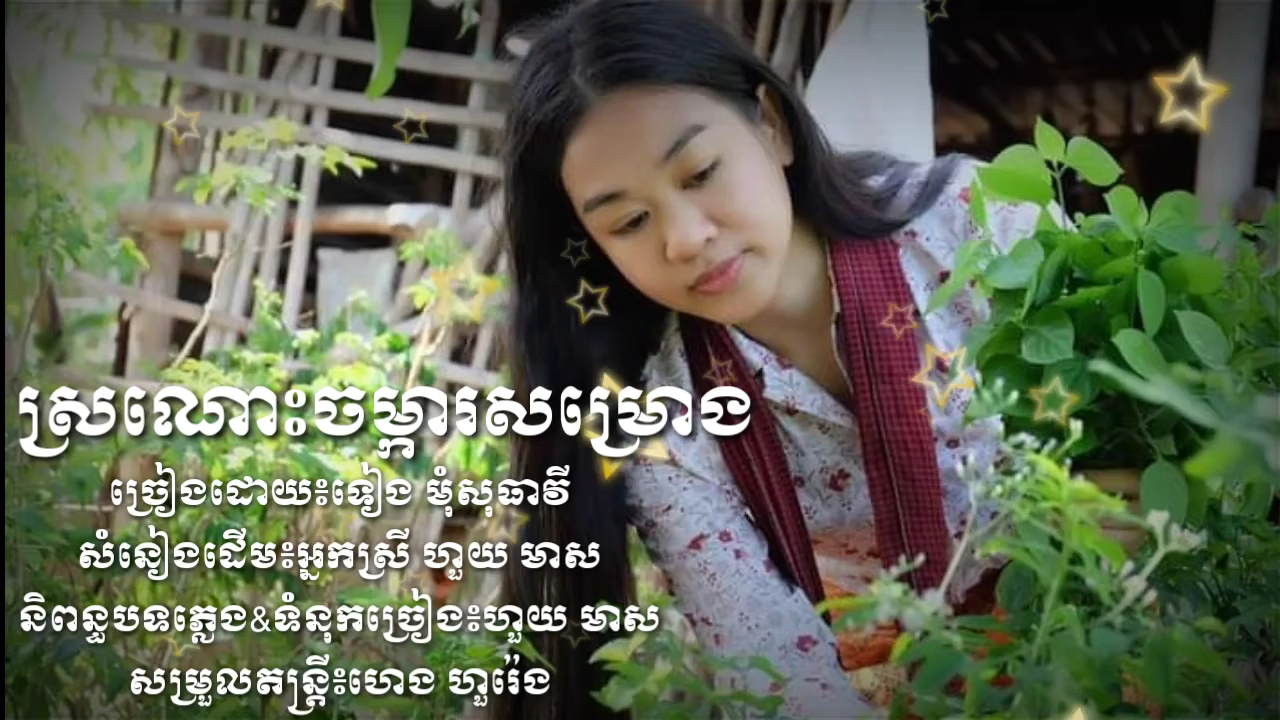 ស្រណោះចម្ការសម្រោង
ច្រៀងដោយ៖ទៀង មុំសុធាវី
សំនៀងដើម៖អ្នកស្រី ហួយ មាស
និពន្ធបទភ្លេង&ទំនុកច្រៀង៖ហួយ មាស
សម្រួលតន្ត្រី៖ហេង ហួរ៉េង